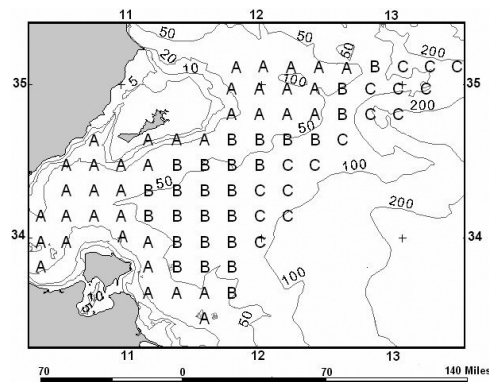 11 12 13
50 50 50 200
20
10 A A A A A B C C C
35 5 100 35
A A A A B C C C
A A A A B C C 200
50
A A A A B B B B C
A A A A B B B B C C 100
50
A A A B B B B C C
200
A A A A B B B B C C
34 A A A A B B B C 34
A A B B B
100
10 A A A B
5 50
A
11 12 13
70 0 70 140 Miles